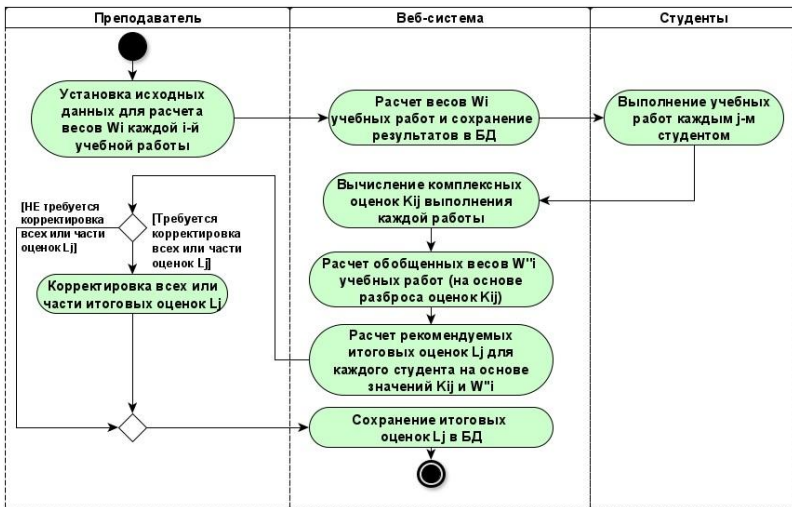 Преподаватель
Веб-система
Студенты
Установка исходных
данных для расчета
весов Wi каждой i-й
учебной работы
Расчет весов Wi
учебных работ и сохранение
результатов в БД
Выполнение учебных
работ каждым j-м
студентом
Вычисление комплексных
оценок Kij выполнения
каждой работы
[НЕ требуется
корректировка
всех или части
оценок Lj]
[Требуется
корректировка
всех или части
оценок Lj]
Расчет обобщенных весов W"i
учебных работ (на основе
разброса оценок Kij)
Корректировка всех или
части итоговых оценок Lj
Расчет рекомендуемых
итоговых оценок Lj для
каждого студента на основе
значений Kij и W"i
Сохранение итоговых
оценок Lj в БД